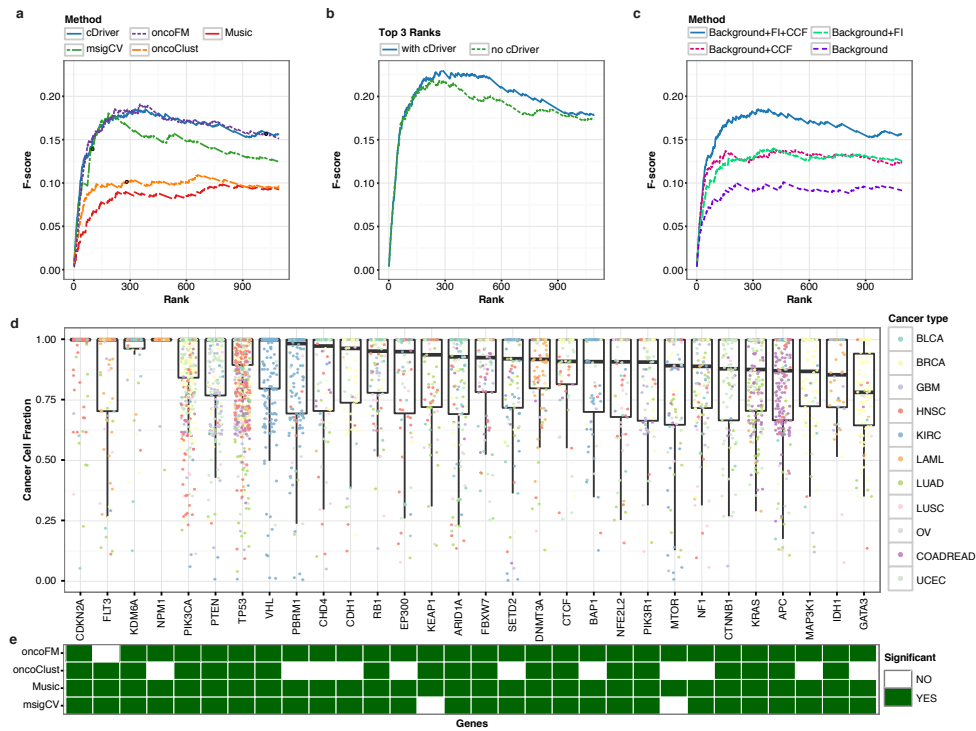 a
Method
cDriver
oncoFM
Music
msigCV
oncoClust
F-score
0.20
0.15
0.10
0.05
0.00
0
300
600
900
Rank
b
Top 3 Ranks
with cDriver
no cDriver
F-score
0.20
0.15
0.10
0.05
0.00
0
300
600
900
Rank
c
Method
Background+FI+CCF
Background+FI
Background+CCF
Background
F-score
0.20
0.15
0.10
0.05
0.00
0
300
600
900
Rank
d
Cancer Cell Fraction
1.00
0.75
0.50
0.25
0.00
CDKN2A
FLT3
KDM6A
NPM1
PIK3CA
PTEN
TP53
VHL
PBRM1
CHD4
CDH1
RB1
EP300
KEAP1
ARID1A
FBXW7
SETD2
DNMT3A
CTCF
BAP1
NFE2L2
PIK3R1
MTOR
NF1
CTNNB1
KRAS
APC
MAP3K1
IDH1
GATA3
Cancer type
BLCA
BRCA
GBM
HNSC
KIRC
LAML
LUAD
LUSC
OV
COADREAD
UCEC
e
oncoFM
oncoClust
Music
msigCV
Genes
Significant
NO
YES